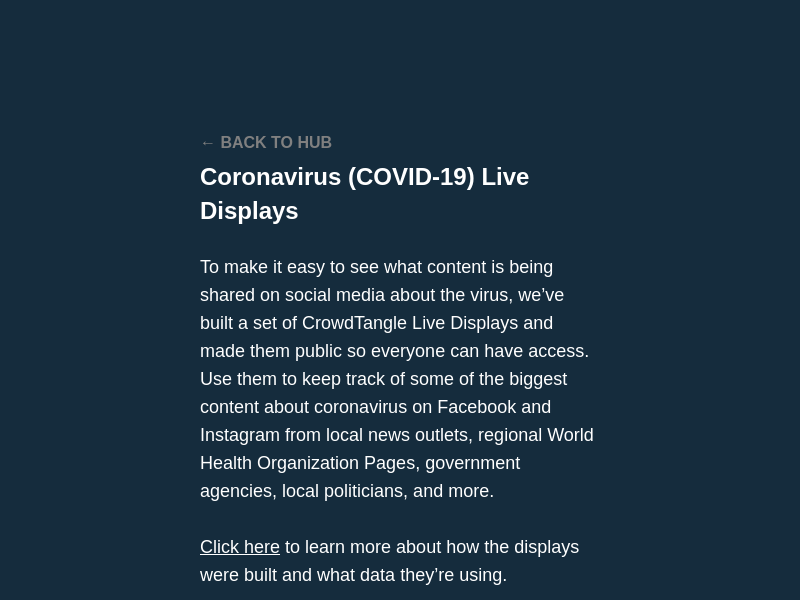 ← BACK TO HUB
Coronavirus (COVID-19) Live
Displays
To make it easy to see what content is being
shared on social media about the virus, we’ve
built a set of CrowdTangle Live Displays and
made them public so everyone can have access.
Use them to keep track of some of the biggest
content about coronavirus on Facebook and
Instagram from local news outlets, regional World
Health Organization Pages, government
agencies, local politicians, and more.
Click here to learn more about how the displays
were built and what data they’re using.